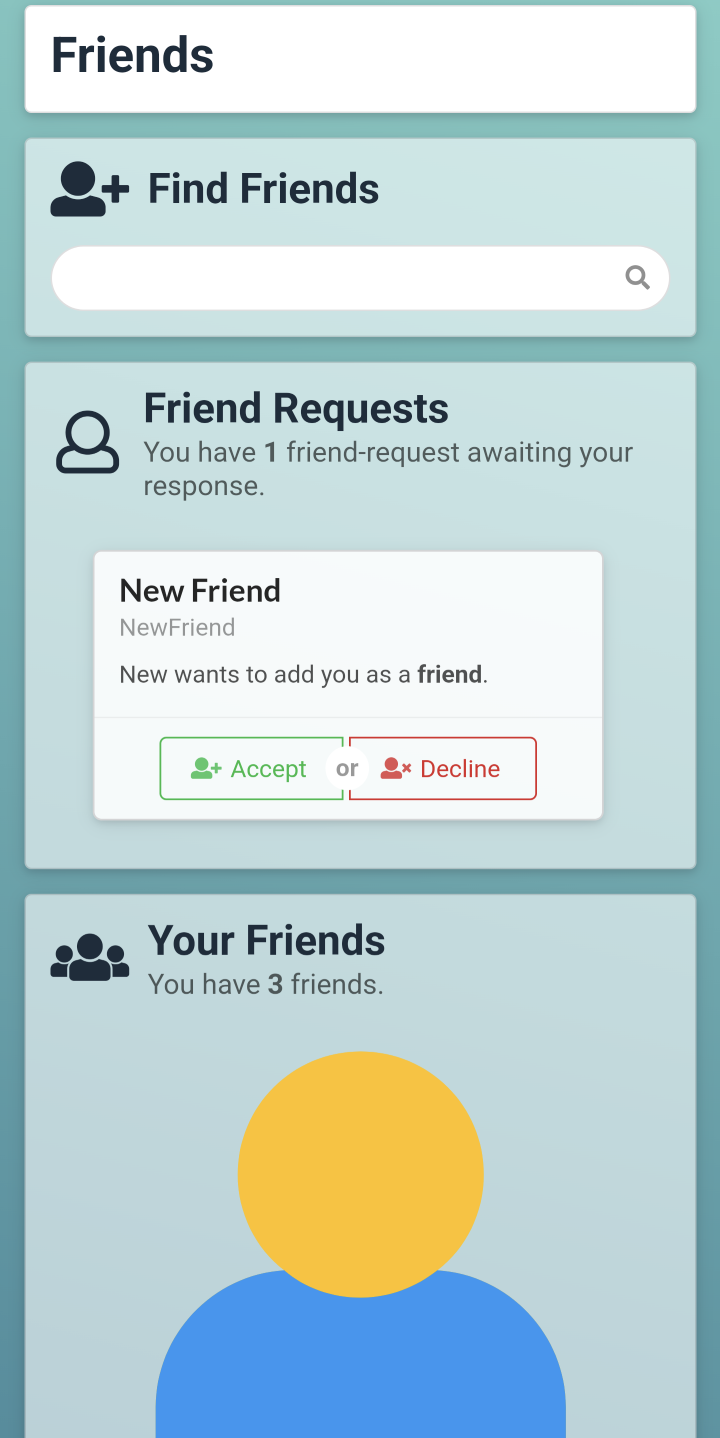 Friends
Find Friends
Friend Requests
You have 1 friend-request awaiting your
response.
New Friend
NewFriend
New wants to add you as a friend.
Accept or Decline
Your Friends
You have 3 friends.